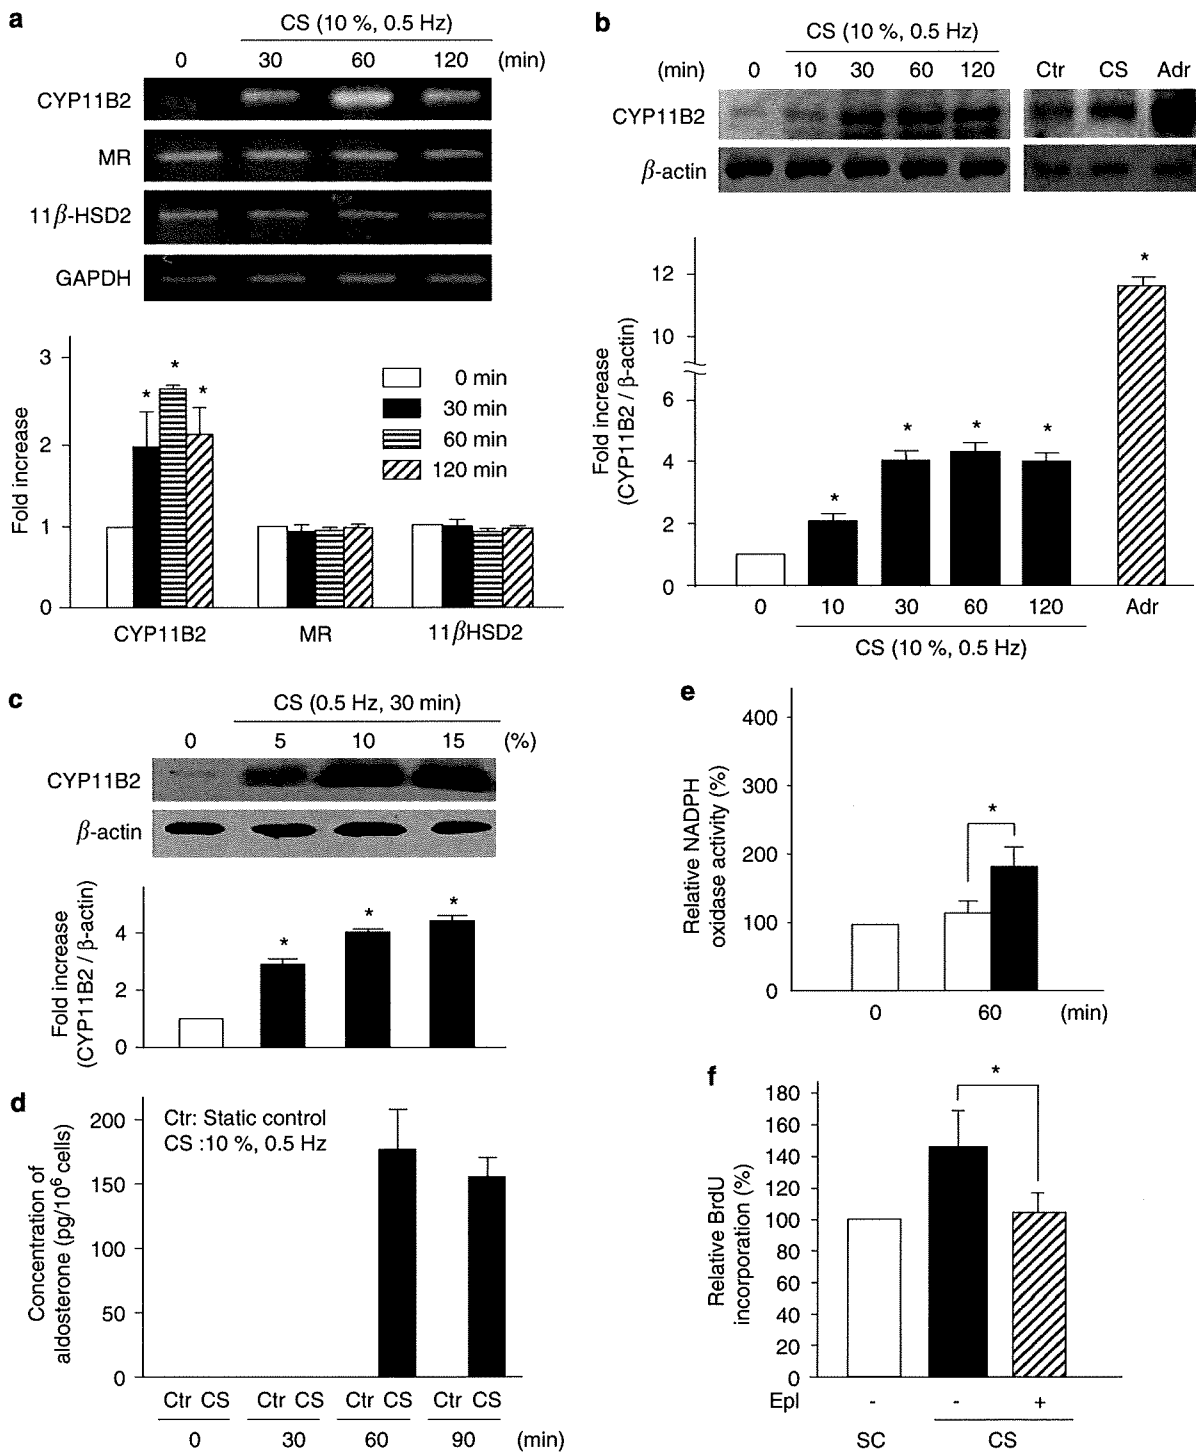 a
CS (10 %, 0.5 Hz)
0 30 60 120 (min)
CYP11B2
MR
11β-HSD2
GAPDH
Fold increase
3
2
1
0
* * *
0 min
30 min
60 min
120 min
CYP11B2 MR 11βHSD2
b
CS (10 %, 0.5 Hz)
(min) 0 10 30 60 120 Ctr CS Adr
CYP11B2
β-actin
Fold increase
(CYP11B2 / β-actin)
12
10
6
4
2
0
* * * * *
0 10 30 60 120 Adr
CS (10 %, 0.5 Hz)
c
CS (0.5 Hz, 30 min)
0 5 10 15 (%)
CYP11B2
β-actin
Fold increase
(CYP11B2 / β-actin)
4
2
0
* * *
d
Concentration of
aldosterone (pg/10⁶ cells)
200
150
100
50
0
Ctr: Static control
CS :10 %, 0.5 Hz
Ctr CS Ctr CS Ctr CS Ctr CS
0 30 60 90 (min)
e
Relative NADPH
oxidase activity (%)
400
300
200
100
0
*
0 60 (min)
f
Relative BrdU
incorporation (%)
180
160
140
120
100
80
60
40
20
0
*
Epl - - +
SC CS